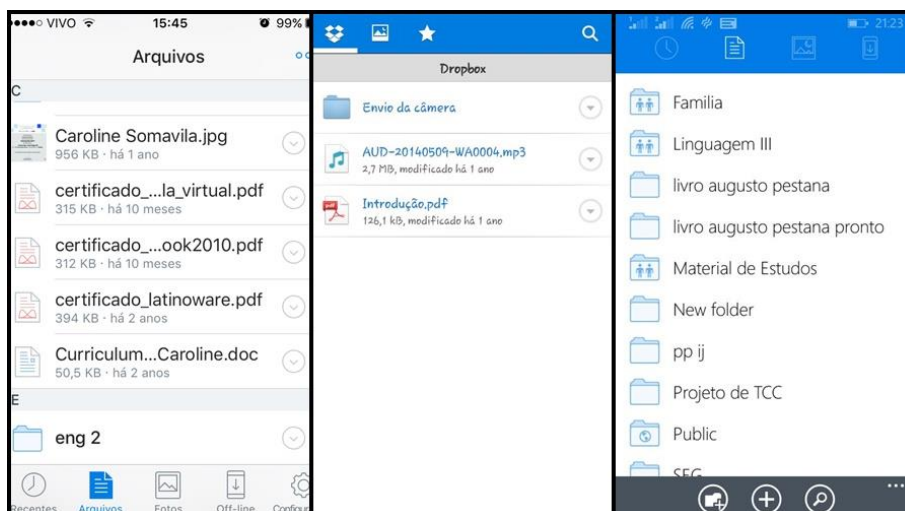 VIVO 15:45 99%
Arquivos
C
Caroline Somavila.jpg
956 KB · há 1 ano
certificado_...la_virtual.pdf
315 KB · há 10 meses
certificado_...ook2010.pdf
312 KB · há 10 meses
certificado_latinoware.pdf
394 KB · há 2 anos
Curriculum...Caroline.doc
50,5 KB · há 2 anos
E
eng 2
Recentes Arquivos Fotos Off-line Configur
Dropbox
Envio da câmera
AUD-20140509-WA0004.mp3
2,7 MB, modificado há 1 ano
Introdução.pdf
126,1 kB, modificado há 1 ano
21:23
Familia
Linguagem III
livro augusto pestana
livro augusto pestana pronto
Material de Estudos
New folder
pp ij
Projeto de TCC
Public
SEG